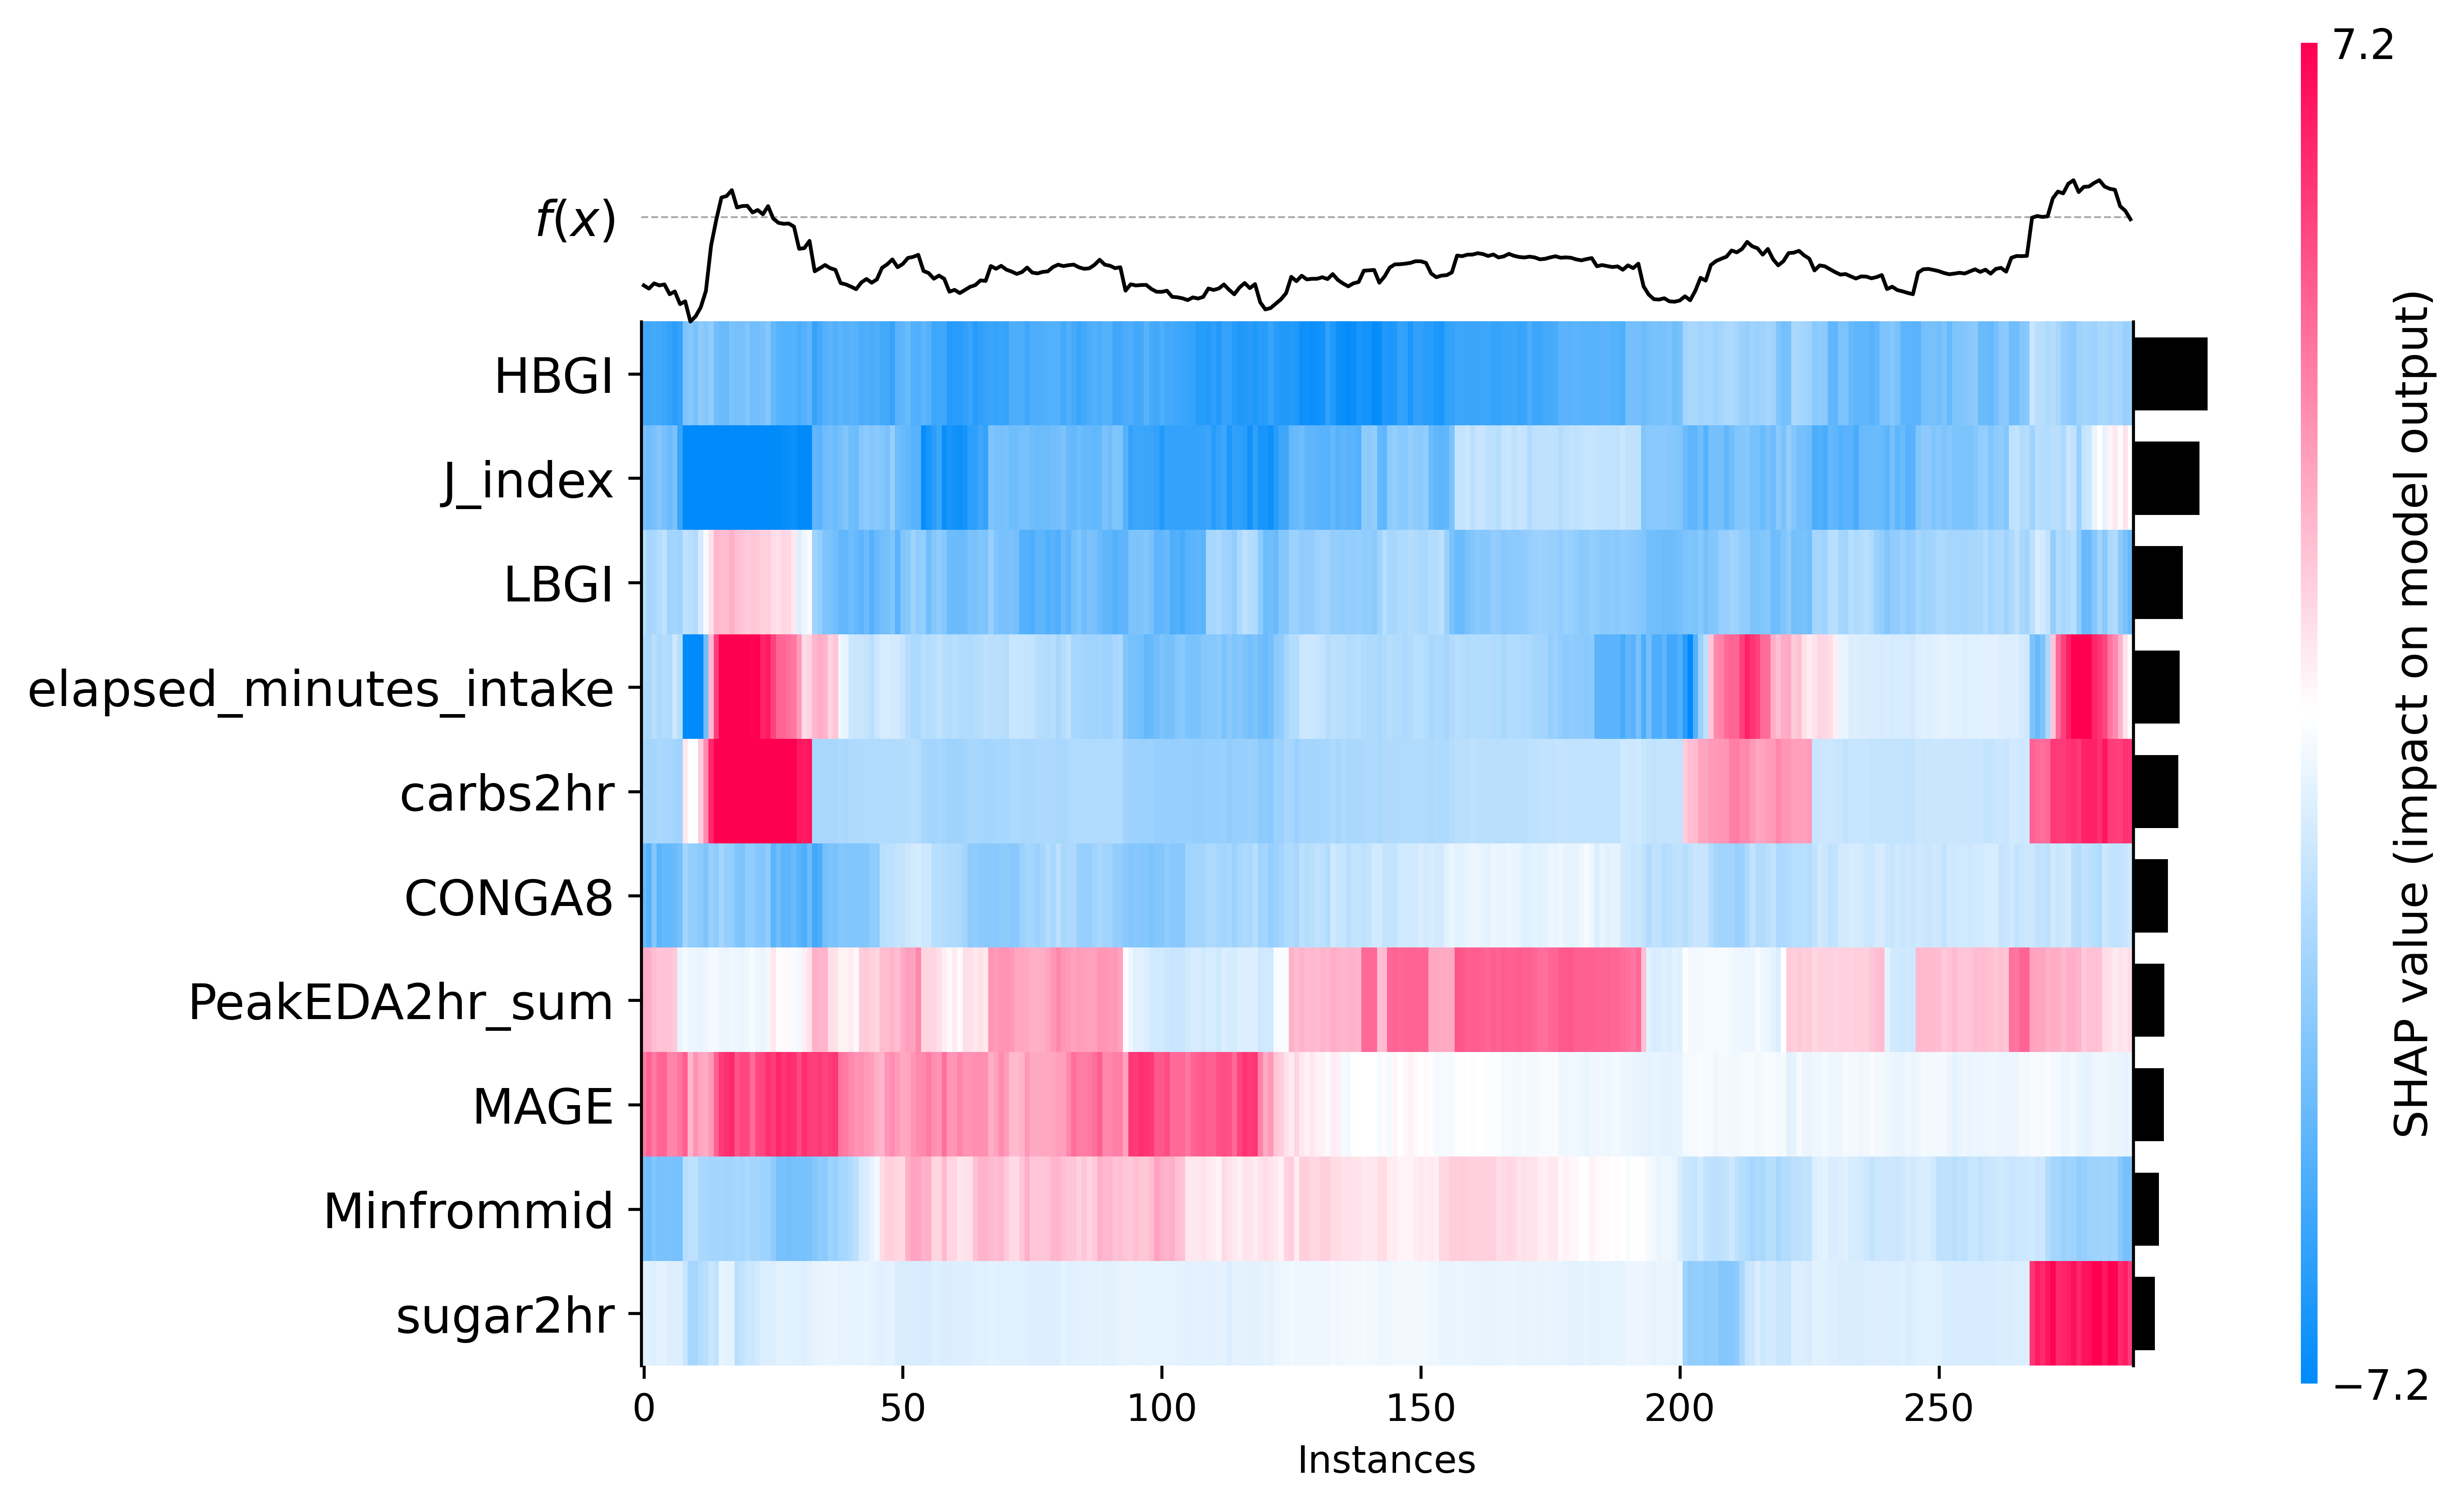 7.2
f(x)
HBGI
J_index
LBGI
elapsed_minutes_intake
carbs2hr
CONGA8
PeakEDA2hr_sum
MAGE
Minfrommid
sugar2hr
0 50 100 150 200 250
Instances
SHAP value (impact on model output)
−7.2